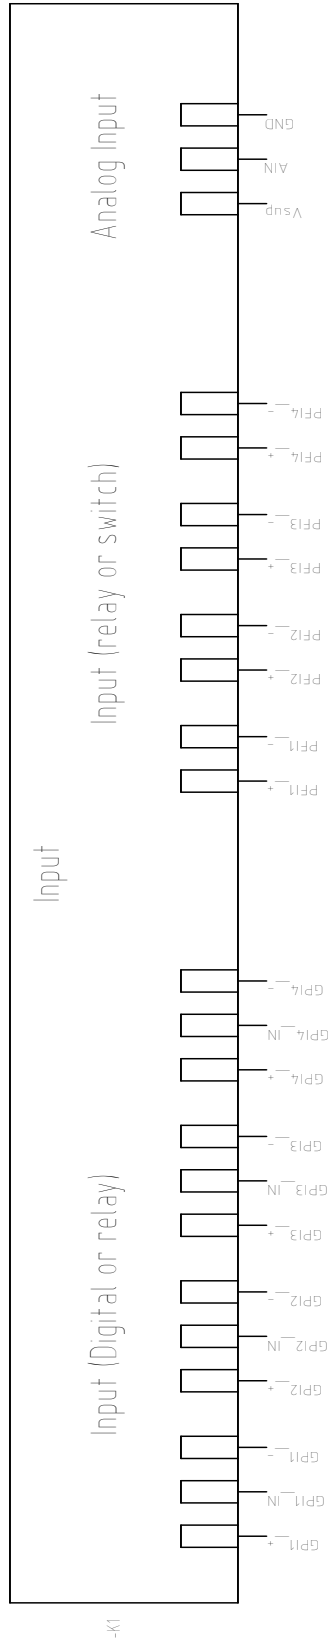 Analog Input
GND
AIN
Vsup
Input (relay or switch)
PFI4_-
PFI4_+
PFI3_-
PFI3_+
PFI2_-
PFI2_+
PFI1_-
PFI1_+
Input
Input (Digital or relay)
GPI4_-
GPI4_IN
GPI4_+
GPI3_-
GPI3_IN
GPI3_+
GPI2_-
GPI2_IN
GPI2_+
GPI1_-
GPI1_IN
GPI1_+
-K1